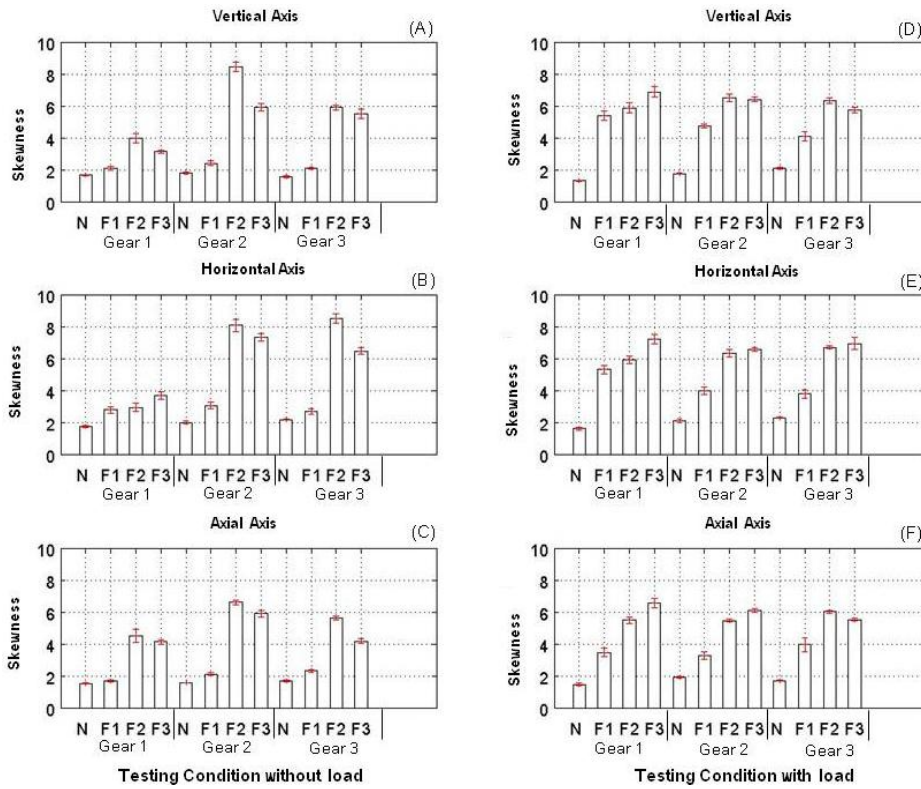 Vertical Axis
(A)
10
8
6
4
2
0
Skewness
N F1 F2 F3 N F1 F2 F3 N F1 F2 F3
Gear 1 Gear 2 Gear 3
Horizontal Axis
(B)
10
8
6
4
2
0
Skewness
N F1 F2 F3 N F1 F2 F3 N F1 F2 F3
Gear 1 Gear 2 Gear 3
Axial Axis
(C)
10
8
6
4
2
0
Skewness
N F1 F2 F3 N F1 F2 F3 N F1 F2 F3
Gear 1 Gear 2 Gear 3
Testing Condition without load
Vertical Axis
(D)
10
8
6
4
2
0
Skewness
N F1 F2 F3 N F1 F2 F3 N F1 F2 F3
Gear 1 Gear 2 Gear 3
Horizontal Axis
(E)
10
8
6
4
2
0
Skewness
N F1 F2 F3 N F1 F2 F3 N F1 F2 F3
Gear 1 Gear 2 Gear 3
Axial Axis
(F)
10
8
6
4
2
0
Skewness
N F1 F2 F3 N F1 F2 F3 N F1 F2 F3
Gear 1 Gear 2 Gear 3
Testing Condition with load